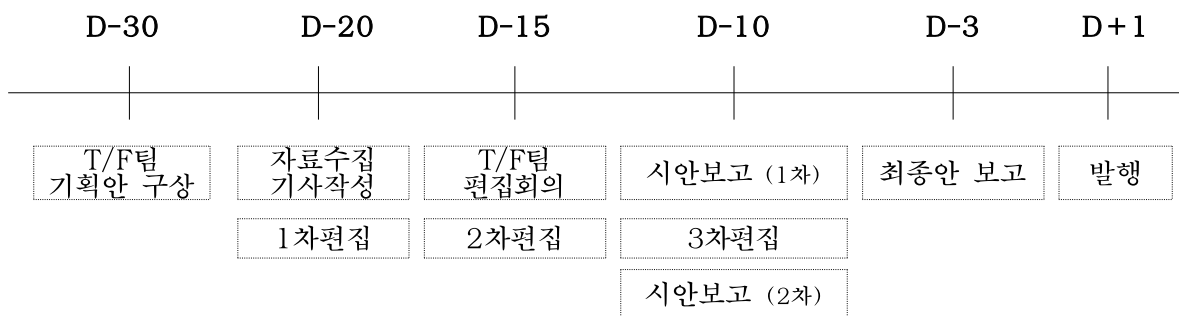 D-30 D-20 D-15 D-10 D-3 D+1
T/F팀
기획안 구상
자료수집
기사작성
T/F팀
편집회의
시안보고 (1차)
최종안 보고
발행
1차편집
2차편집
3차편집
시안보고 (2차)